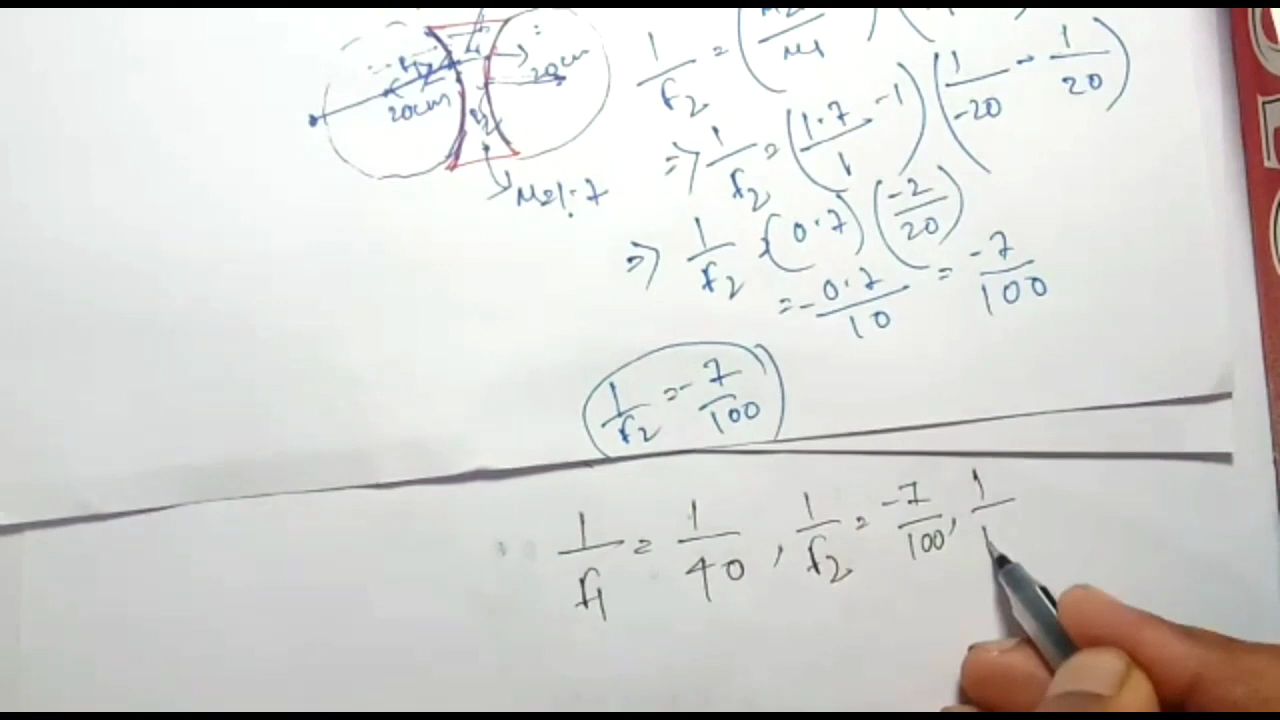 20cm
20cm
μ=1.7
1/f2 = (μ2/μ1
=> 1/f2 = (1.7/1 - 1) (1/-20 - 1/20)
=> 1/f2 = (0.7) (-2/20)
= -0.7/10 = -7/100
1/f2 = -7/100
1/f1 = 1/40 , 1/f2 = -7/100 , 1/